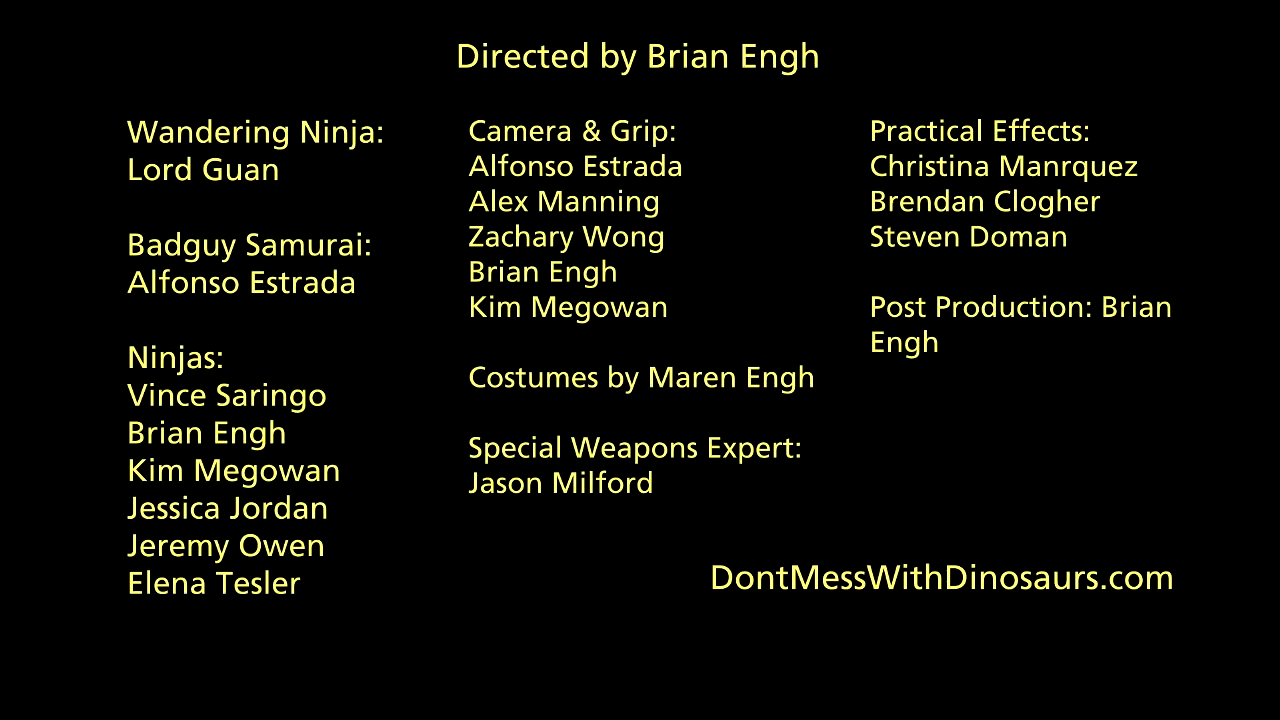 Directed by Brian Engh
Wandering Ninja:
Lord Guan
Badguy Samurai:
Alfonso Estrada
Ninjas:
Vince Saringo
Brian Engh
Kim Megowan
Jessica Jordan
Jeremy Owen
Elena Tesler
Camera & Grip:
Alfonso Estrada
Alex Manning
Zachary Wong
Brian Engh
Kim Megowan
Costumes by Maren Engh
Special Weapons Expert:
Jason Milford
Practical Effects:
Christina Manrquez
Brendan Clogher
Steven Doman
Post Production: Brian
Engh
DontMessWithDinosaurs.com